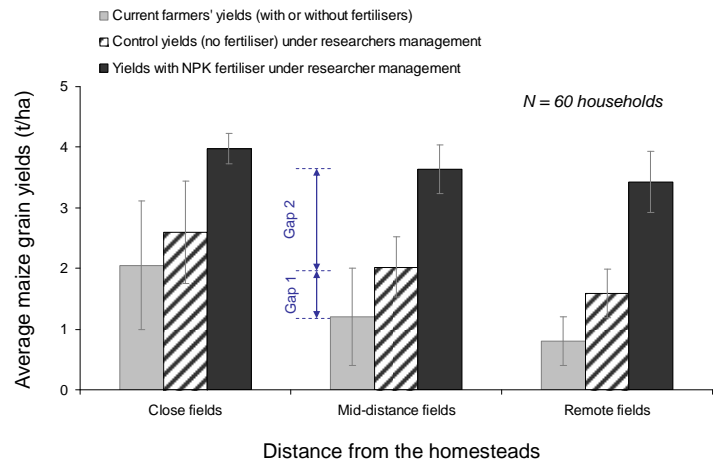 Current farmers' yields (with or without fertilisers)
Control yields (no fertiliser) under researchers management
Yields with NPK fertiliser under researcher management
N = 60 households
Average maize grain yields (t/ha)
5
4
3
2
1
0
Gap 2
Gap 1
Close fields
Mid-distance fields
Remote fields
Distance from the homesteads